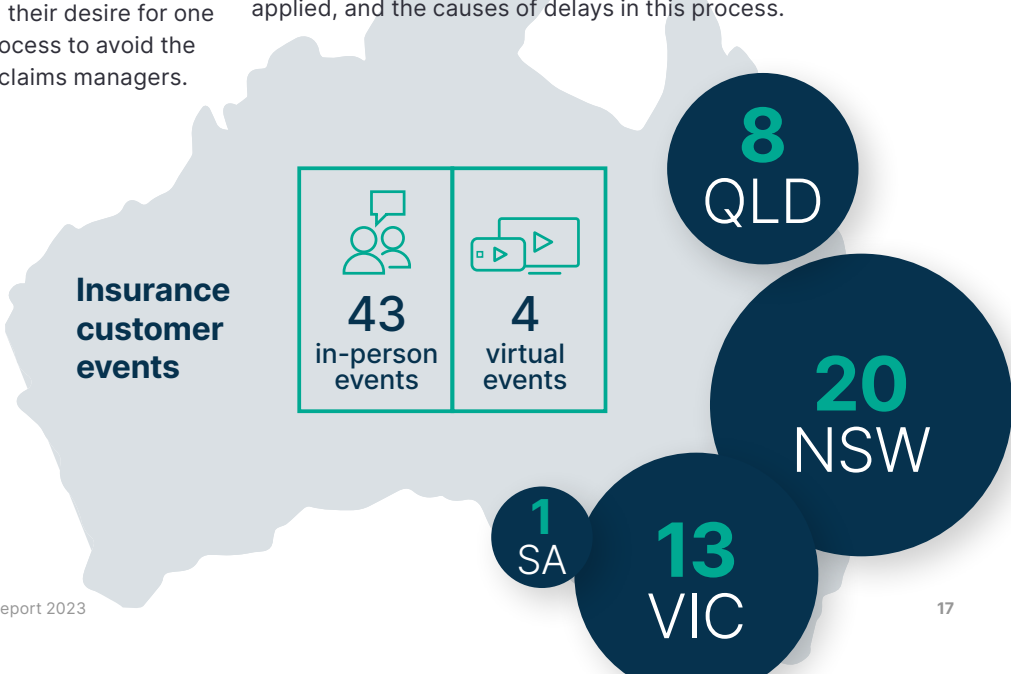 their desire for one
ocess to avoid the
claims managers.
applied, and the causes of delays in this process.
Insurance
customer
events
43
in-person
events
4
virtual
events
8
QLD
20
NSW
1
SA
13
VIC
eport 2023
17